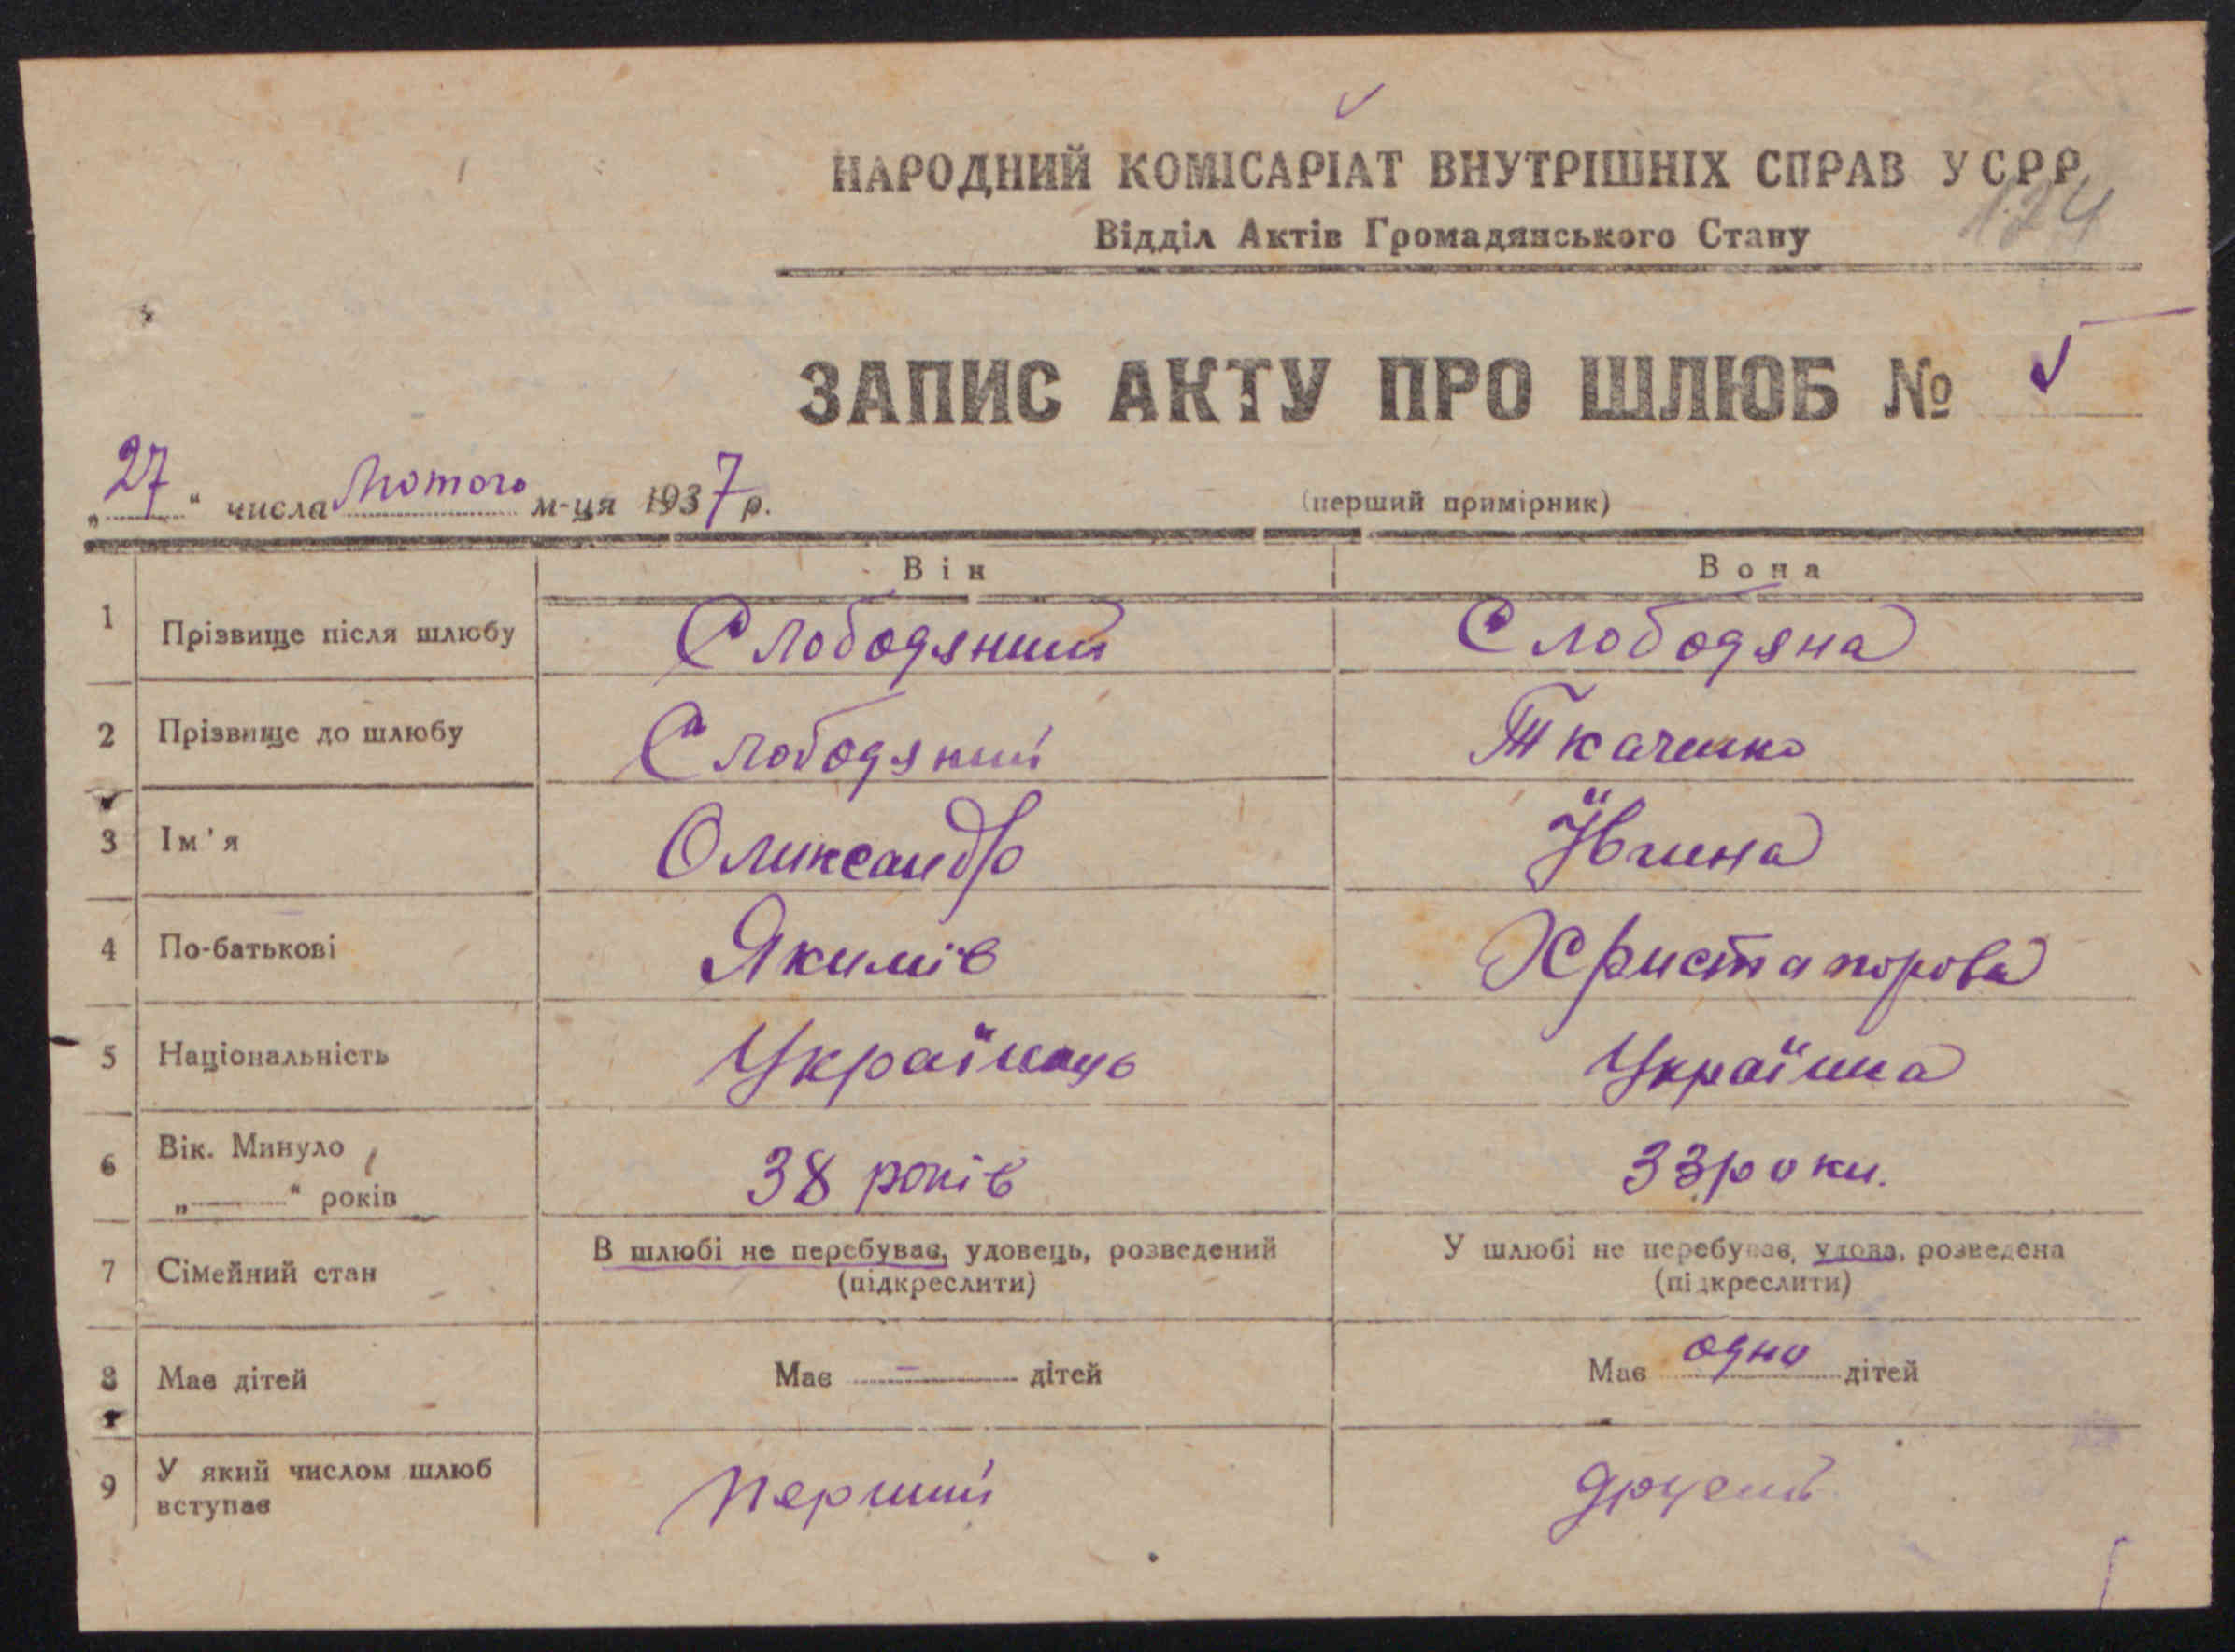 НАРОДНИЙ КОМІСАРІАТ ВНУТРІШНІХ СПРАВ УСРР
124
Відділ Актів Громадянського Стану
ЗАПИС АКТУ ПРО ШЛЮБ № 5
„27“ числа Лютого м-ця 1937 р.
(перший примірник)
Він Вона
1 Прізвище після шлюбу Слободяний Слободяна
2 Прізвище до шлюбу Слободяний Ткаченко
3 Ім'я Олександр Ївгина
4 По-батькові Якимів Христапорова
5 Національність Українець Українка
6 Вік. Минуло
„——“ років 38 років 33 роки.
7 Сімейний стан В шлюбі не перебував, удовець, розведений У шлюбі не перебував, удова, розведена
(підкреслити) (підкреслити)
8 Має дітей Має — дітей Має одно дітей
9 У який числом шлюб
вступає Перший другий